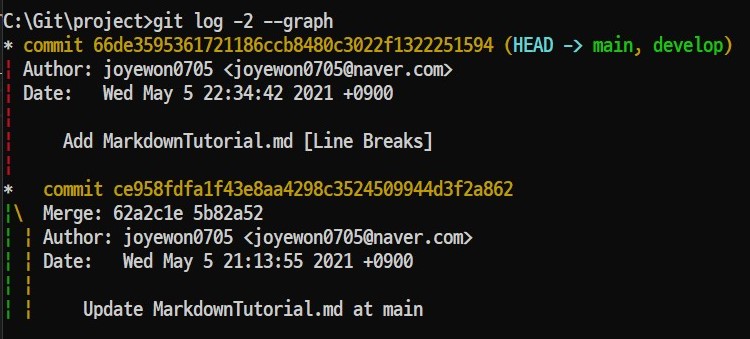 C:\Git\project>git log -2 --graph
* commit 66de3595361721186ccb8480c3022f1322251594 (HEAD -> main, develop)
¦ Author: joyewon0705 <joyewon0705@naver.com>
¦ Date:   Wed May 5 22:34:42 2021 +0900
¦
¦     Add MarkdownTutorial.md [Line Breaks]
¦
*   commit ce958fdfa1f43e8aa4298c3524509944d3f2a862
¦\  Merge: 62a2c1e 5b82a52
¦ ¦ Author: joyewon0705 <joyewon0705@naver.com>
¦ ¦ Date:   Wed May 5 21:13:55 2021 +0900
¦ ¦
¦ ¦     Update MarkdownTutorial.md at main